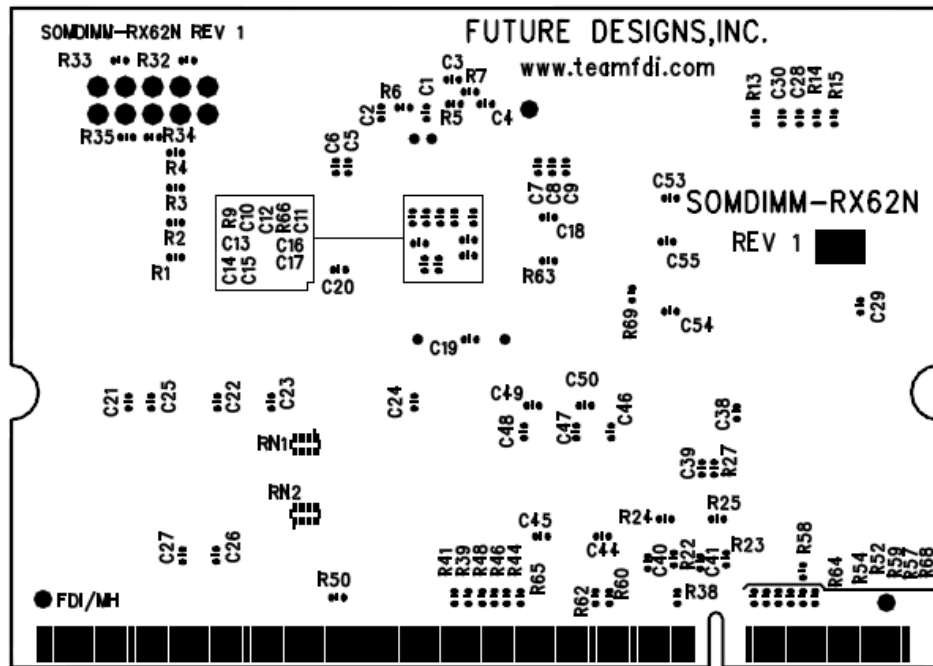 SOMDIMM-RX62N REV 1
FUTURE DESIGNS,INC.
www.teamfdi.com
R33 R32
C3
R7
R6
C1
C2
R5
C4
R13
C30
C28
R14
R15
R35
R34
C6
C5
R4
C7
C8
C9
R3
C53
SOMDIMM-RX62N
R9
C10
C12
R66
C11
C13
C16
C17
C14
C15
R2
C18
REV 1
R1
C20
R63
C55
R69
C54
C29
C19
C21
C25
C22
C23
C24
C49
C50
C48
C47
C46
C38
RN1
C39
R27
RN2
R24
R25
C45
C44
C27
C26
R41
R39
R48
R46
R44
R65
C40
R22
C41
R23
R58
R64
R54
R52
R59
R57
R68
R50
R62
R60
R38
FDI/MH